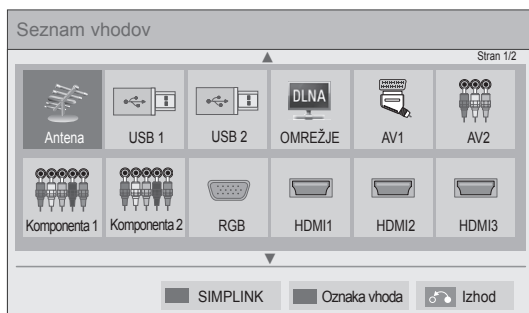 Seznam vhodov
Stran 1/2
Antena USB 1 USB 2 DLNA OMREŽJE AV1 AV2
Komponenta 1 Komponenta 2 RGB HDMI1 HDMI2 HDMI3
SIMPLINK Oznaka vhoda Izhod